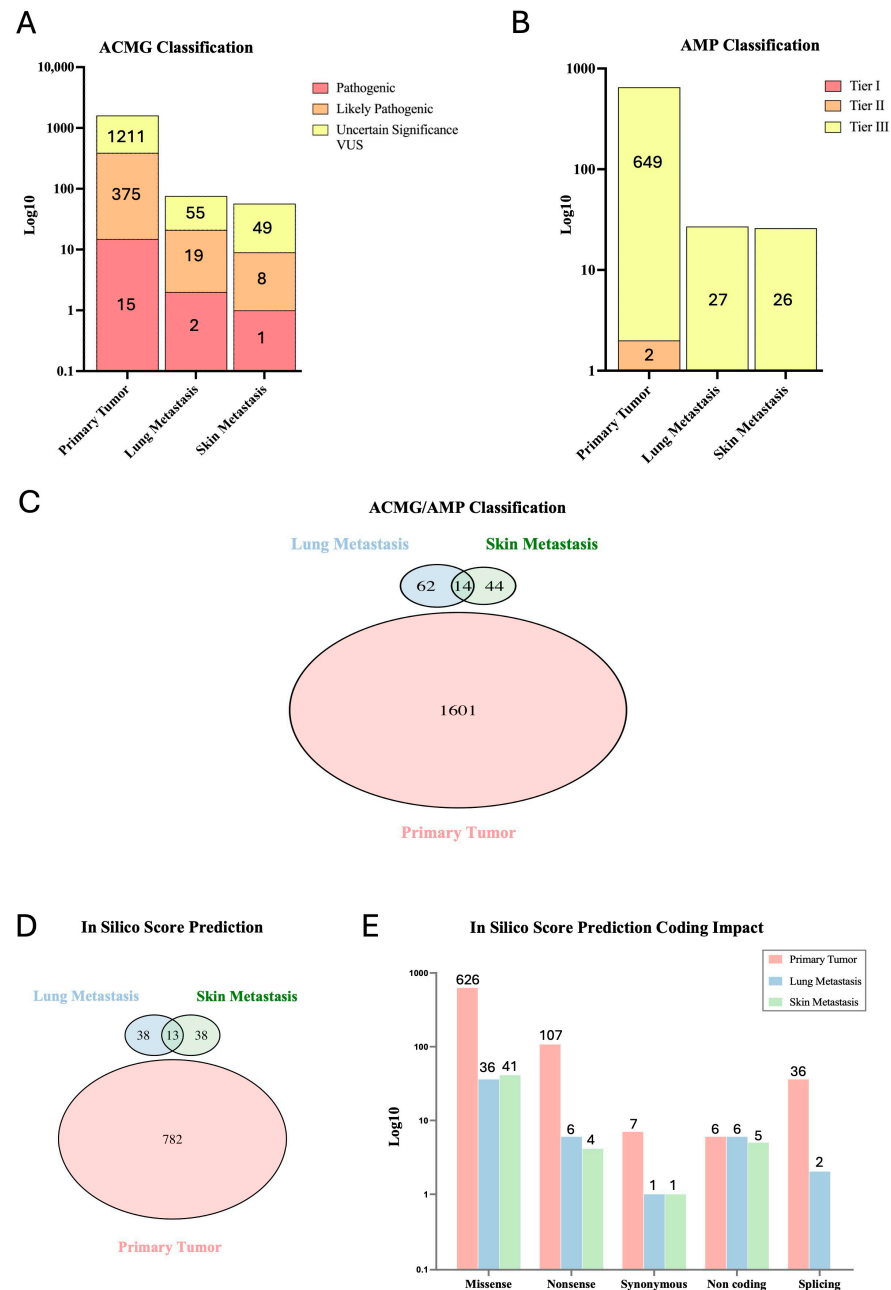 A
ACMG Classification
10,000
1000
100
10
1
0.1
Log10
1211
375
15
55
19
2
49
8
1
Primary Tumor
Lung Metastasis
Skin Metastasis
Pathogenic
Likely Pathogenic
Uncertain Significance
VUS
B
AMP Classification
1000
100
10
1
Log10
649
2
27
26
Primary Tumor
Lung Metastasis
Skin Metastasis
Tier I
Tier II
Tier III
C
ACMG/AMP Classification
Lung Metastasis
Skin Metastasis
62
14
44
1601
Primary Tumor
D
In Silico Score Prediction
Lung Metastasis
Skin Metastasis
38
13
38
782
Primary Tumor
E
In Silico Score Prediction Coding Impact
Primary Tumor
Lung Metastasis
Skin Metastasis
1000
100
10
1
0.1
Log10
626
36
41
107
6
4
7
1
1
6
6
5
36
2
Missense
Nonsense
Synonymous
Non coding
Splicing